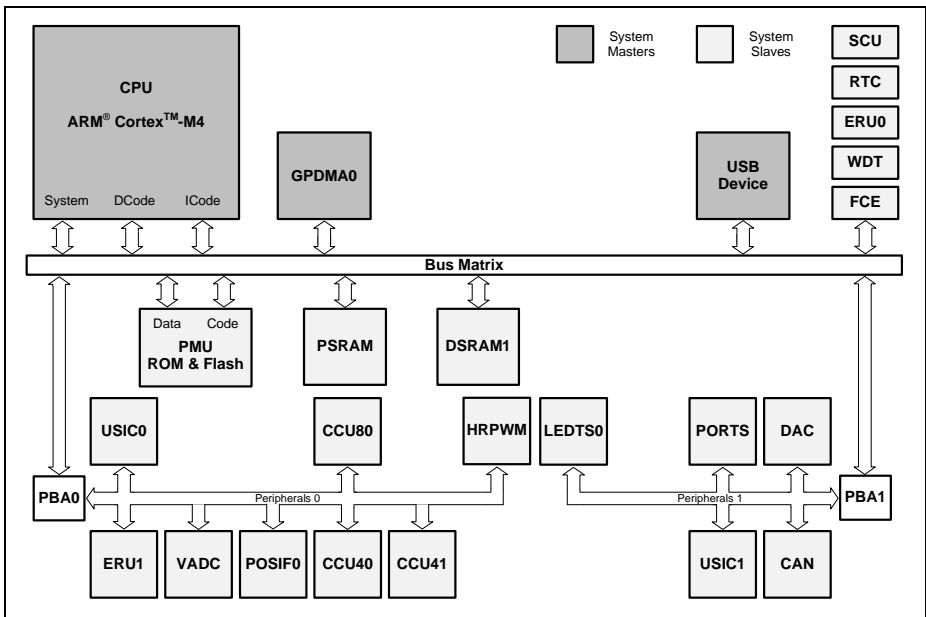 CPU
ARM® Cortex™-M4
System DCode ICode
GPDMA0
System Masters
System Slaves
USB Device
SCU
RTC
ERU0
WDT
FCE
Bus Matrix
Data Code
PMU
ROM & Flash
PSRAM
DSRAM1
USIC0
CCU80
HRPWM
LEDTS0
PORTS
DAC
PBA0
Peripherals 0
Peripherals 1
PBA1
ERU1
VADC
POSIF0
CCU40
CCU41
USIC1
CAN